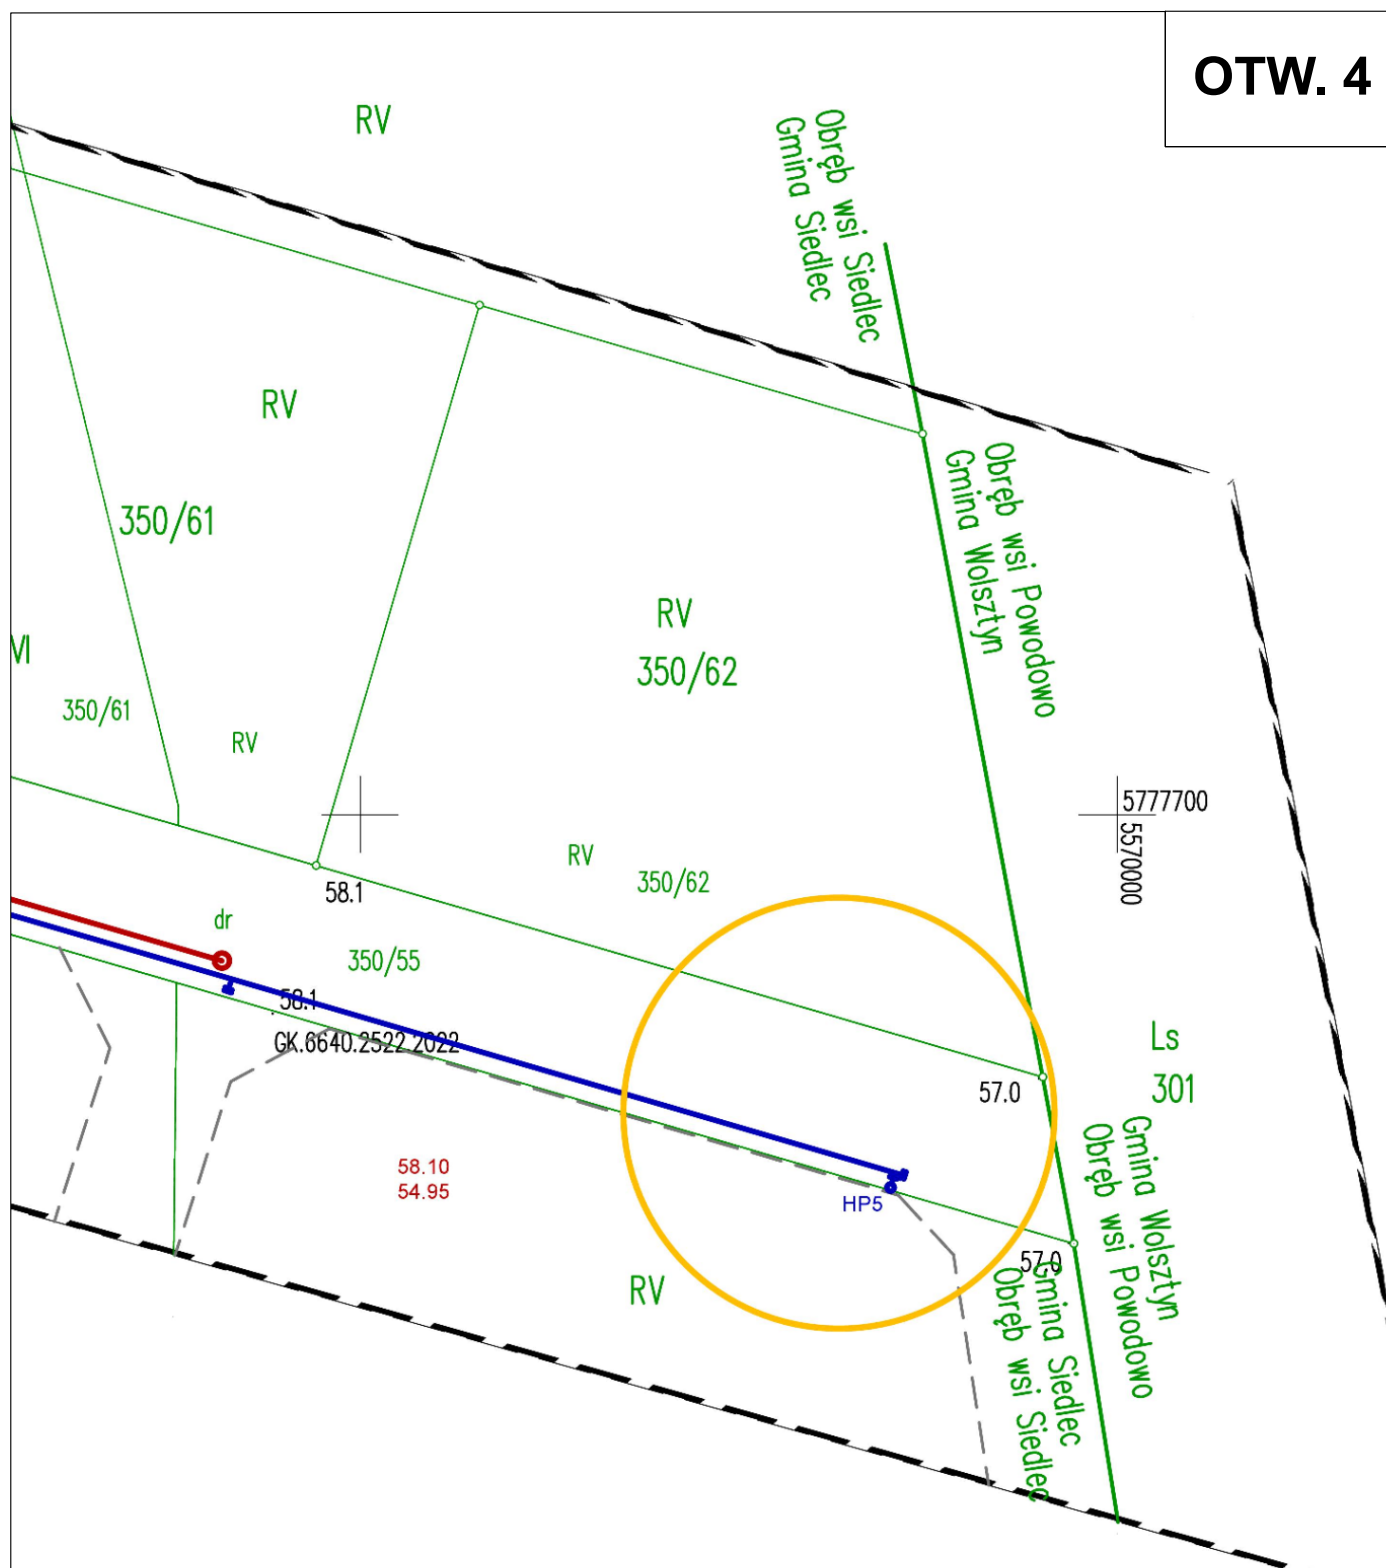 OTW. 4
RV
Obręb wsi Siedlec
Gmina Siedlec
RV
Obręb wsi Powodowo
Gmina Wolsztyn
350/61
RV
350/62
VI
350/61
RV
5777700
5570000
RV
350/62
58.1
dr
350/55
58.1
GK.6640.2522.2022
Ls
301
57.0
58.10
54.95
HP5
Gmina Wolsztyn
Obręb wsi Powodowo
57.0
RV
Gmina Siedlec
Obręb wsi Siedlec